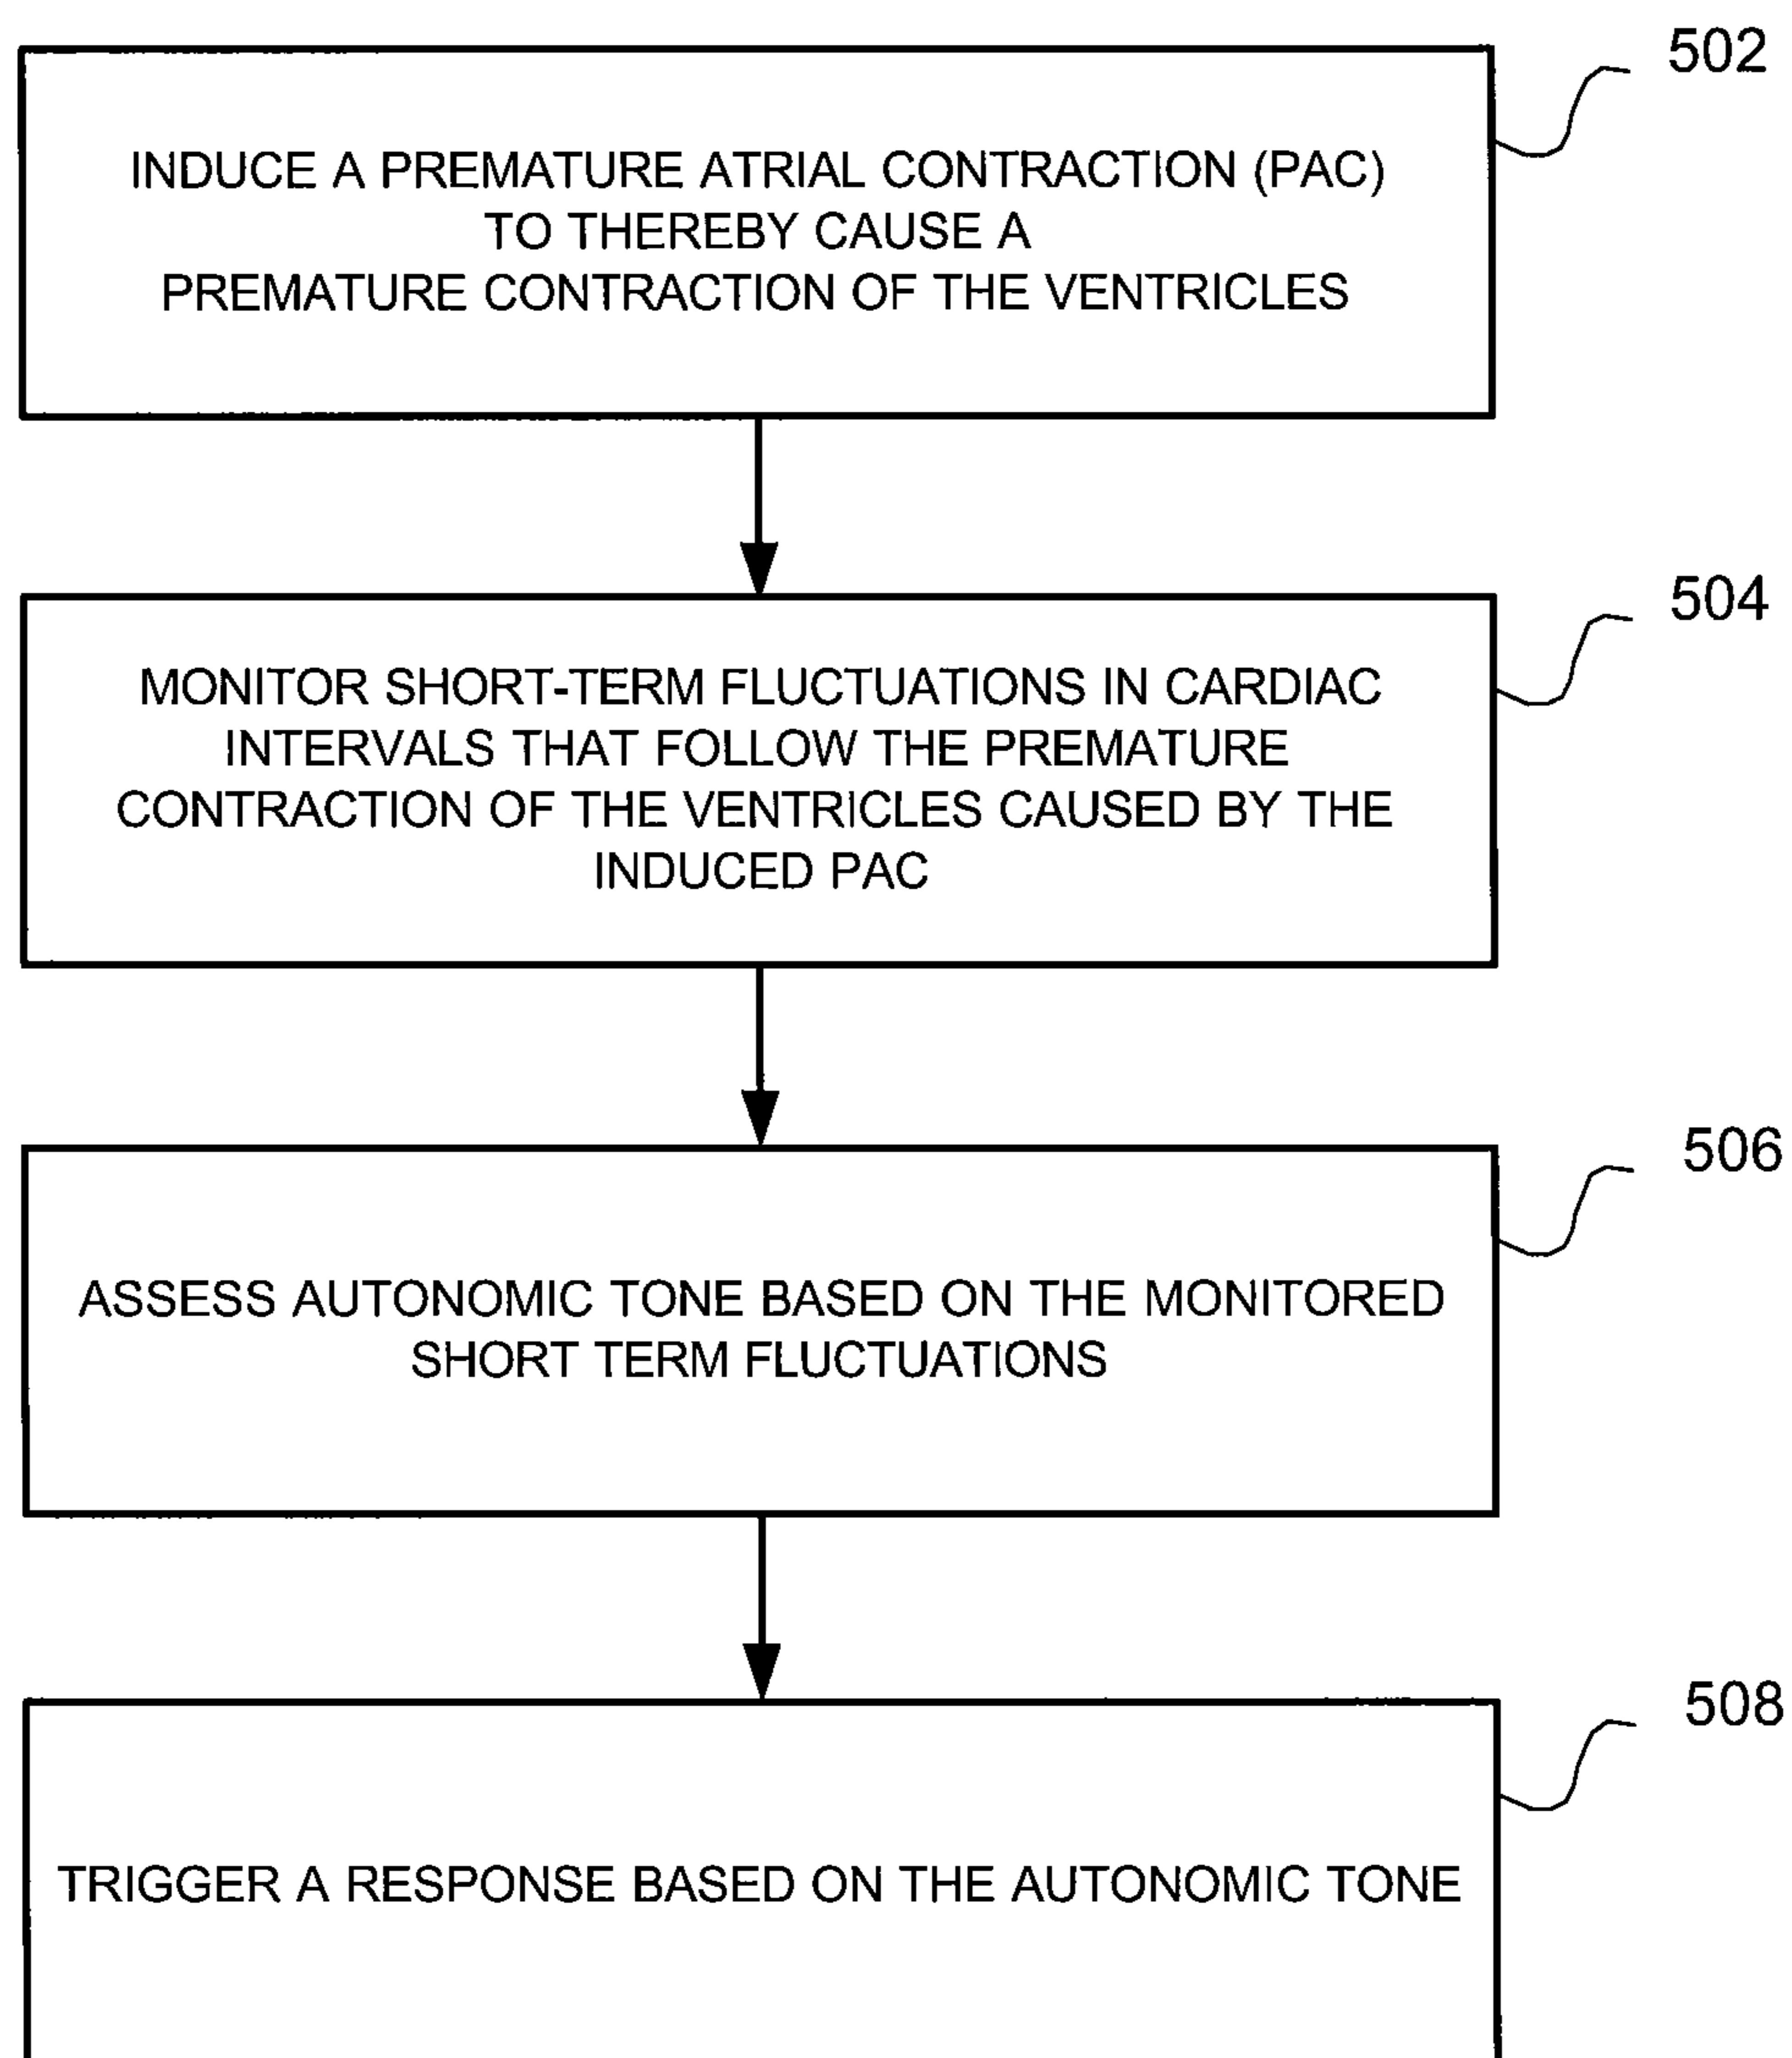 502
INDUCE A PREMATURE ATRIAL CONTRACTION (PAC)
TO THEREBY CAUSE A
PREMATURE CONTRACTION OF THE VENTRICLES
504
MONITOR SHORT-TERM FLUCTUATIONS IN CARDIAC
INTERVALS THAT FOLLOW THE PREMATURE
CONTRACTION OF THE VENTRICLES CAUSED BY THE
INDUCED PAC
506
ASSESS AUTONOMIC TONE BASED ON THE MONITORED
SHORT TERM FLUCTUATIONS
508
TRIGGER A RESPONSE BASED ON THE AUTONOMIC TONE